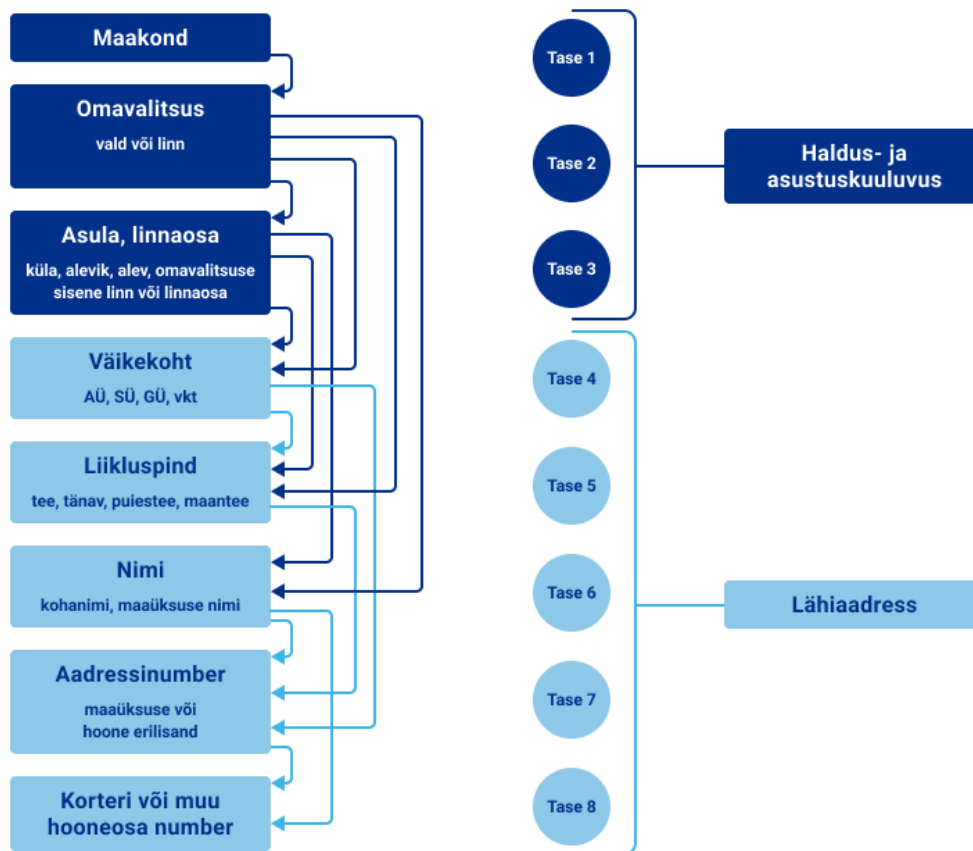 Maakond
Omavalitsus
vald või linn
Asula, linnaosa
küla, alevik, alev, omavalitsuse
sisene linn või linnaosa
Väikekoht
AÜ, SÜ, GÜ, vkt
Liikluspind
tee, tänav, puiestee, maantee
Nimi
kohanimi, maaüksuse nimi
Aadressinumber
maaüksuse või
hoone erilisand
Korteri või muu
hooneosa number
Tase 1
Tase 2
Tase 3
Tase 4
Tase 5
Tase 6
Tase 7
Tase 8
Haldus- ja
asustuskuuluvus
Lähiaadress